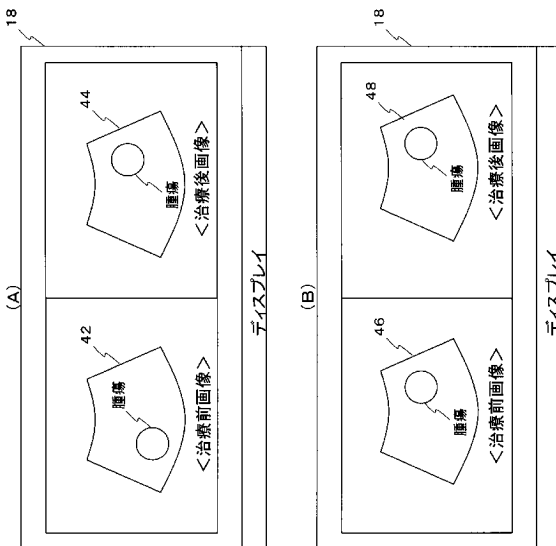 (A)
18
42
腫瘍
<治療前画像>
44
腫瘍
<治療後画像>
ディスプレイ
(B)
18
46
腫瘍
<治療前画像>
48
腫瘍
<治療後画像>
ディスプレイ